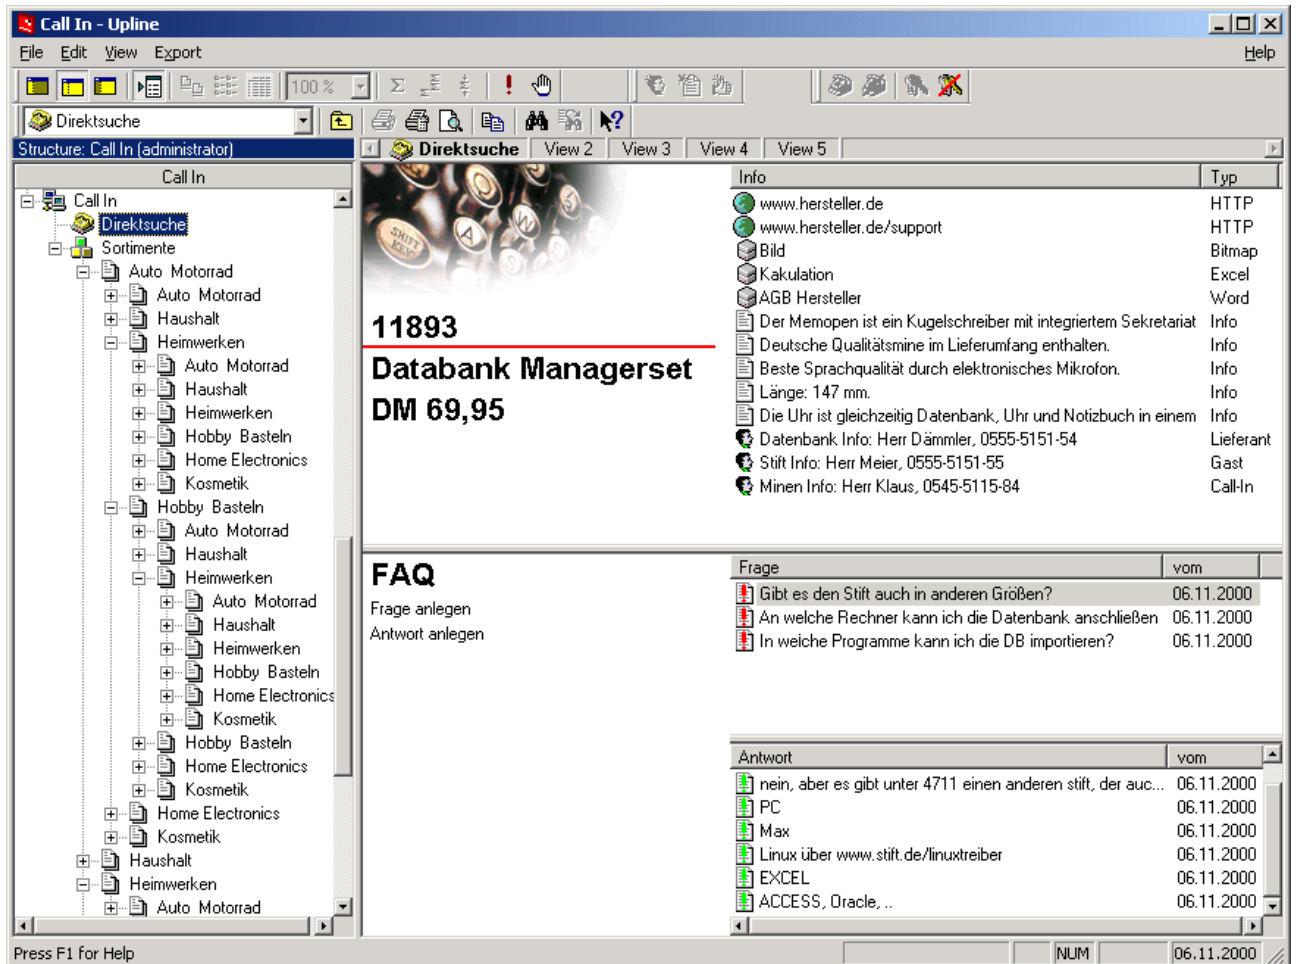 Call In - Upline
File Edit View Export Help
100 %
Direktsuche
Structure: Call In (administrator)
Direktsuche View 2 View 3 View 4 View 5
Call In
Call In
Direktsuche
Sortimente
Auto Motorrad
Auto Motorrad
Haushalt
Heimwerken
Auto Motorrad
Haushalt
Heimwerken
Hobby Basteln
Home Electronics
Kosmetik
Hobby Basteln
Auto Motorrad
Haushalt
Heimwerken
Auto Motorrad
Haushalt
Heimwerken
Hobby Basteln
Home Electronics
Kosmetik
Hobby Basteln
Home Electronics
Kosmetik
Home Electronics
Kosmetik
Haushalt
Heimwerken
Auto Motorrad
SHIFT KEY
A
W
S
11893
Databank Managerset
DM 69,95
Info Typ
www.hersteller.de HTTP
www.hersteller.de/support HTTP
Bild Bitmap
Kakulation Excel
AGB Hersteller Word
Der Memopen ist ein Kugelschreiber mit integriertem Sekretariat Info
Deutsche Qualitätsmine im Lieferumfang enthalten. Info
Beste Sprachqualität durch elektronisches Mikrofon. Info
Länge: 147 mm. Info
Die Uhr ist gleichzeitig Datenbank, Uhr und Notizbuch in einem Info
Datenbank Info: Herr Dämmler, 0555-5151-54 Lieferant
Stift Info: Herr Meier, 0555-5151-55 Gast
Minen Info: Herr Klaus, 0545-5115-84 Call-In
FAQ
Frage anlegen
Antwort anlegen
Frage vom
Gibt es den Stift auch in anderen Größen? 06.11.2000
An welche Rechner kann ich die Datenbank anschließen 06.11.2000
In welche Programme kann ich die DB importieren? 06.11.2000
Antwort vom
nein, aber es gibt unter 4711 einen anderen stift, der auc... 06.11.2000
PC 06.11.2000
Max 06.11.2000
Linux über www.stift.de/linuxtreiber 06.11.2000
EXCEL 06.11.2000
ACCESS, Oracle, .. 06.11.2000
Press F1 for Help NUM 06.11.2000